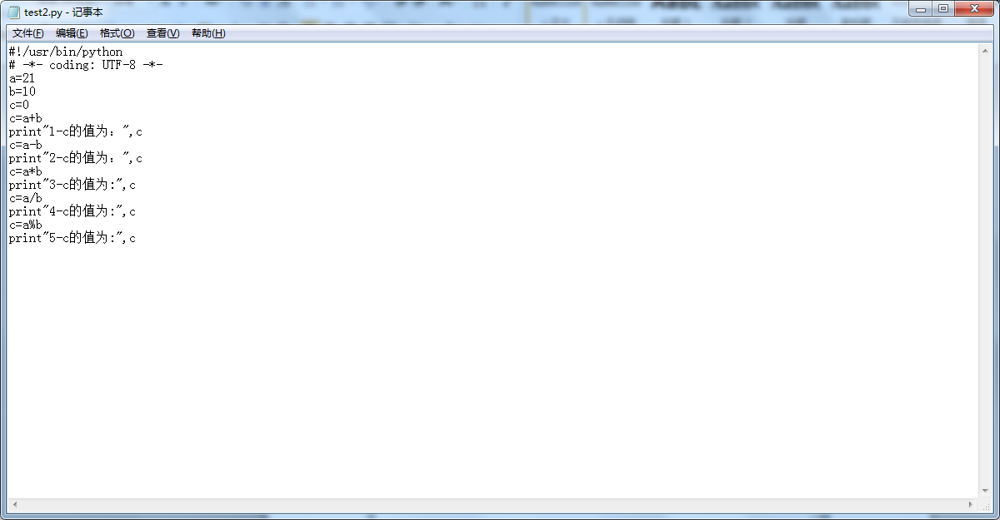 test2.py - 记事本
文件(F) 编辑(E) 格式(O) 查看(V) 帮助(H)
#!/usr/bin/python
# -*- coding: UTF-8 -*-
a=21
b=10
c=0
c=a+b
print"1-c的值为：",c
c=a-b
print"2-c的值为：",c
c=a*b
print"3-c的值为:",c
c=a/b
print"4-c的值为:",c
c=a%b
print"5-c的值为:",c